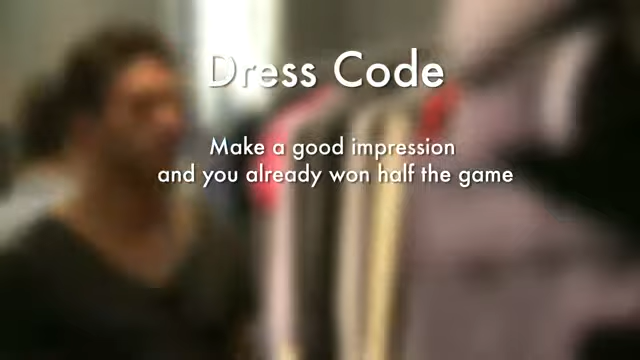 Dress Code
Make a good impression
and you already won half the game